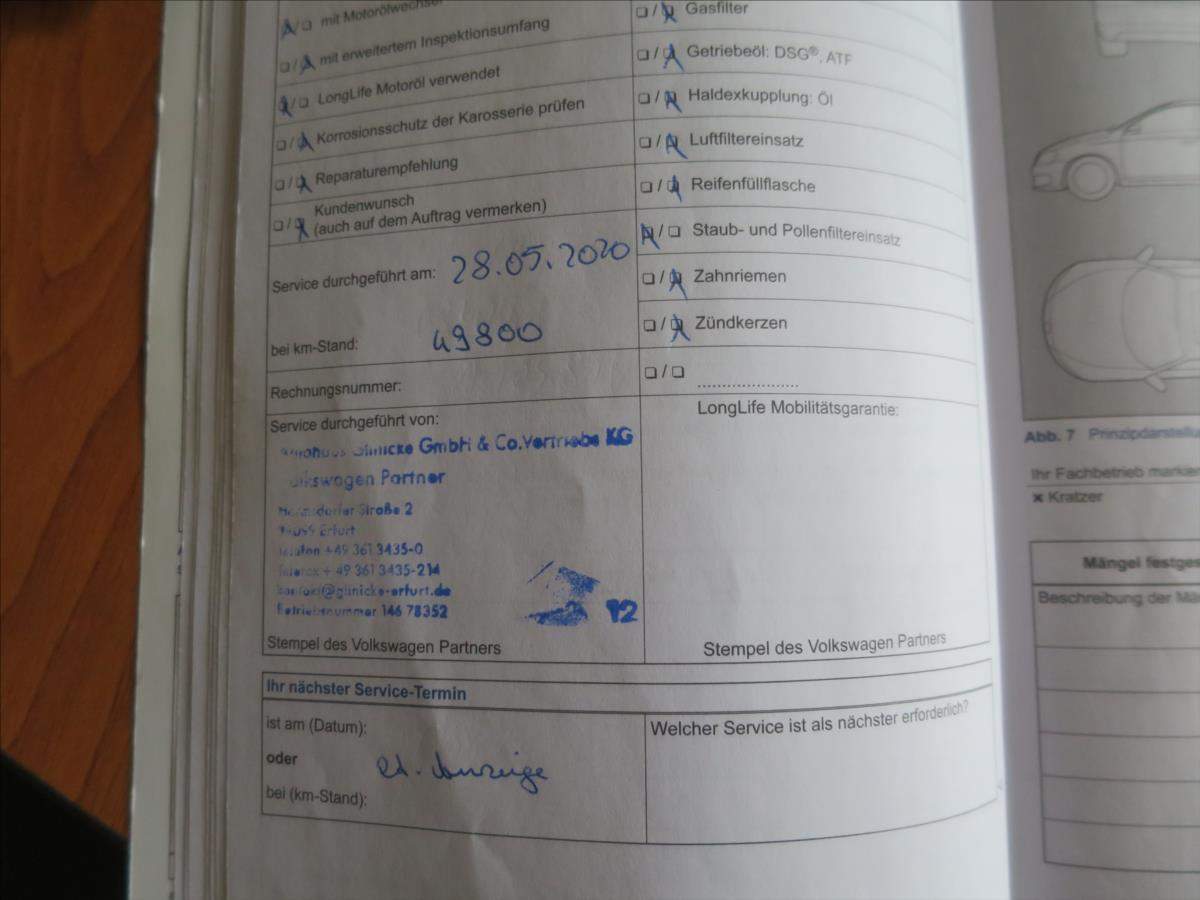 mit Motorölwechsel
mit erweitertem Inspektionsumfang
LongLife Motoröl verwendet
Korrosionsschutz der Karosserie prüfen
Reparaturempfehlung
Kundenwunsch
(auch auf dem Auftrag vermerken)
Service durchgeführt am: 28.05.2020
bei km-Stand: 49800
Rechnungsnummer:
Service durchgeführt von:
Glinicke GmbH & Co.Vertriebs KG
Partner
Straße 2
Erfurt
+49 361 3435-0
+ 49 361 3435-214
@glinicke-erfurt.de
Betriebsnummer 146 78352
12
Stempel des Volkswagen Partners
Gasfilter
Getriebeöl: DSG®, ATF
Haldexkupplung: Öl
Luftfiltereinsatz
Reifenfüllflasche
Staub- und Pollenfiltereinsatz
Zahnriemen
Zündkerzen
LongLife Mobilitätsgarantie:
Stempel des Volkswagen Partners
Ihr nächster Service-Termin
ist am (Datum):
oder
Anzeige
bei (km-Stand):
Welcher Service ist als nächster erforderlich?
Abb. 7
Ihr Fachbetrieb
× Kratzer
Mängel
Beschreibung der